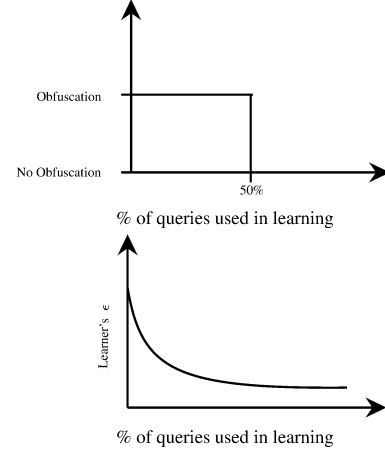 Obfuscation
No Obfuscation
50%
% of queries used in learning
Learner's ϵ
% of queries used in learning